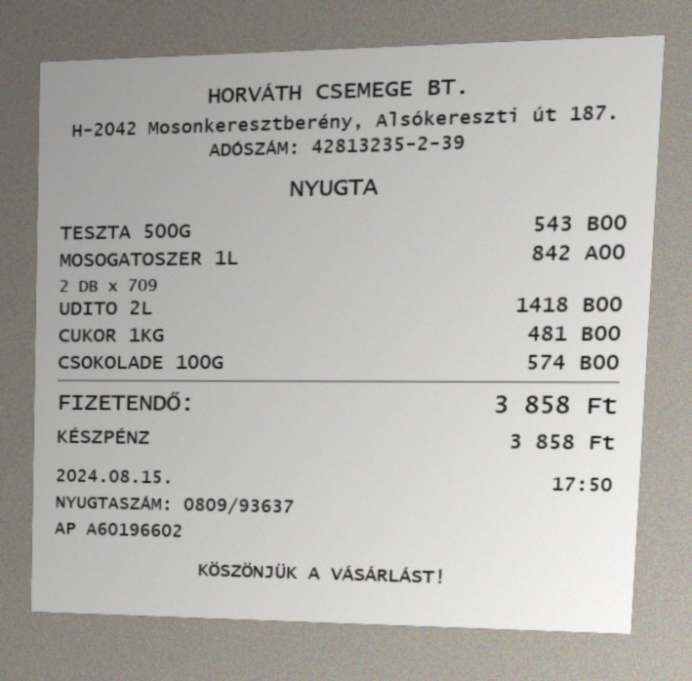 HORVÁTH CSEMEGE BT.
H-2042 Mosonkeresztberény, Alsókereszti út 187.
ADÓSZÁM: 42813235-2-39
NYUGTA
TESZTA 500G 543 B00
MOSOGATOSZER 1L 842 A00
2 DB x 709
UDITO 2L 1418 B00
CUKOR 1KG 481 B00
CSOKOLADE 100G 574 B00
FIZETENDŐ: 3 858 Ft
KÉSZPÉNZ 3 858 Ft
2024.08.15. 17:50
NYUGTASZÁM: 0809/93637
AP A60196602
KÖSZÖNJÜK A VÁSÁRLÁST!